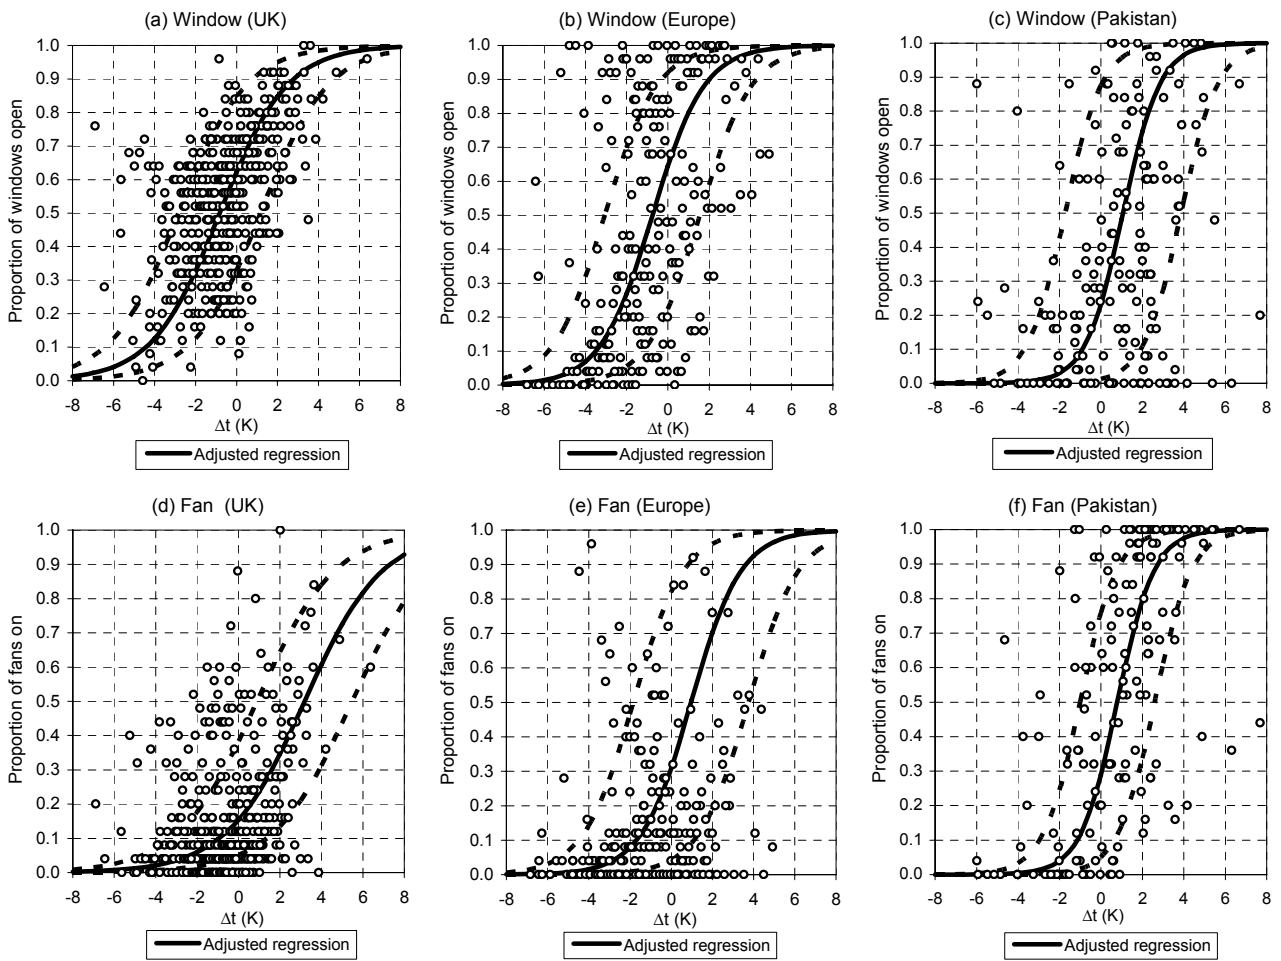 (a) Window (UK)
(b) Window (Europe)
(c) Window (Pakistan)
Proportion of windows open
1.0
0.9
0.8
0.7
0.6
0.5
0.4
0.3
0.2
0.1
0.0
-8 -6 -4 -2 0 2 4 6 8
Δt (K)
Adjusted regression
Proportion of windows open
1.0
0.9
0.8
0.7
0.6
0.5
0.4
0.3
0.2
0.1
0.0
-8 -6 -4 -2 0 2 4 6 8
Δt (K)
Adjusted regression
Proportion of windows open
1.0
0.9
0.8
0.7
0.6
0.5
0.4
0.3
0.2
0.1
0.0
-8 -6 -4 -2 0 2 4 6 8
Δt (K)
Adjusted regression
(d) Fan (UK)
(e) Fan (Europe)
(f) Fan (Pakistan)
Proportion of fans on
1.0
0.9
0.8
0.7
0.6
0.5
0.4
0.3
0.2
0.1
0.0
-8 -6 -4 -2 0 2 4 6 8
Δt (K)
Adjusted regression
Proportion of fans on
1.0
0.9
0.8
0.7
0.6
0.5
0.4
0.3
0.2
0.1
0.0
-8 -6 -4 -2 0 2 4 6 8
Δt (K)
Adjusted regression
Proportion of fans on
1.0
0.9
0.8
0.7
0.6
0.5
0.4
0.3
0.2
0.1
0.0
-8 -6 -4 -2 0 2 4 6 8
Δt (K)
Adjusted regression